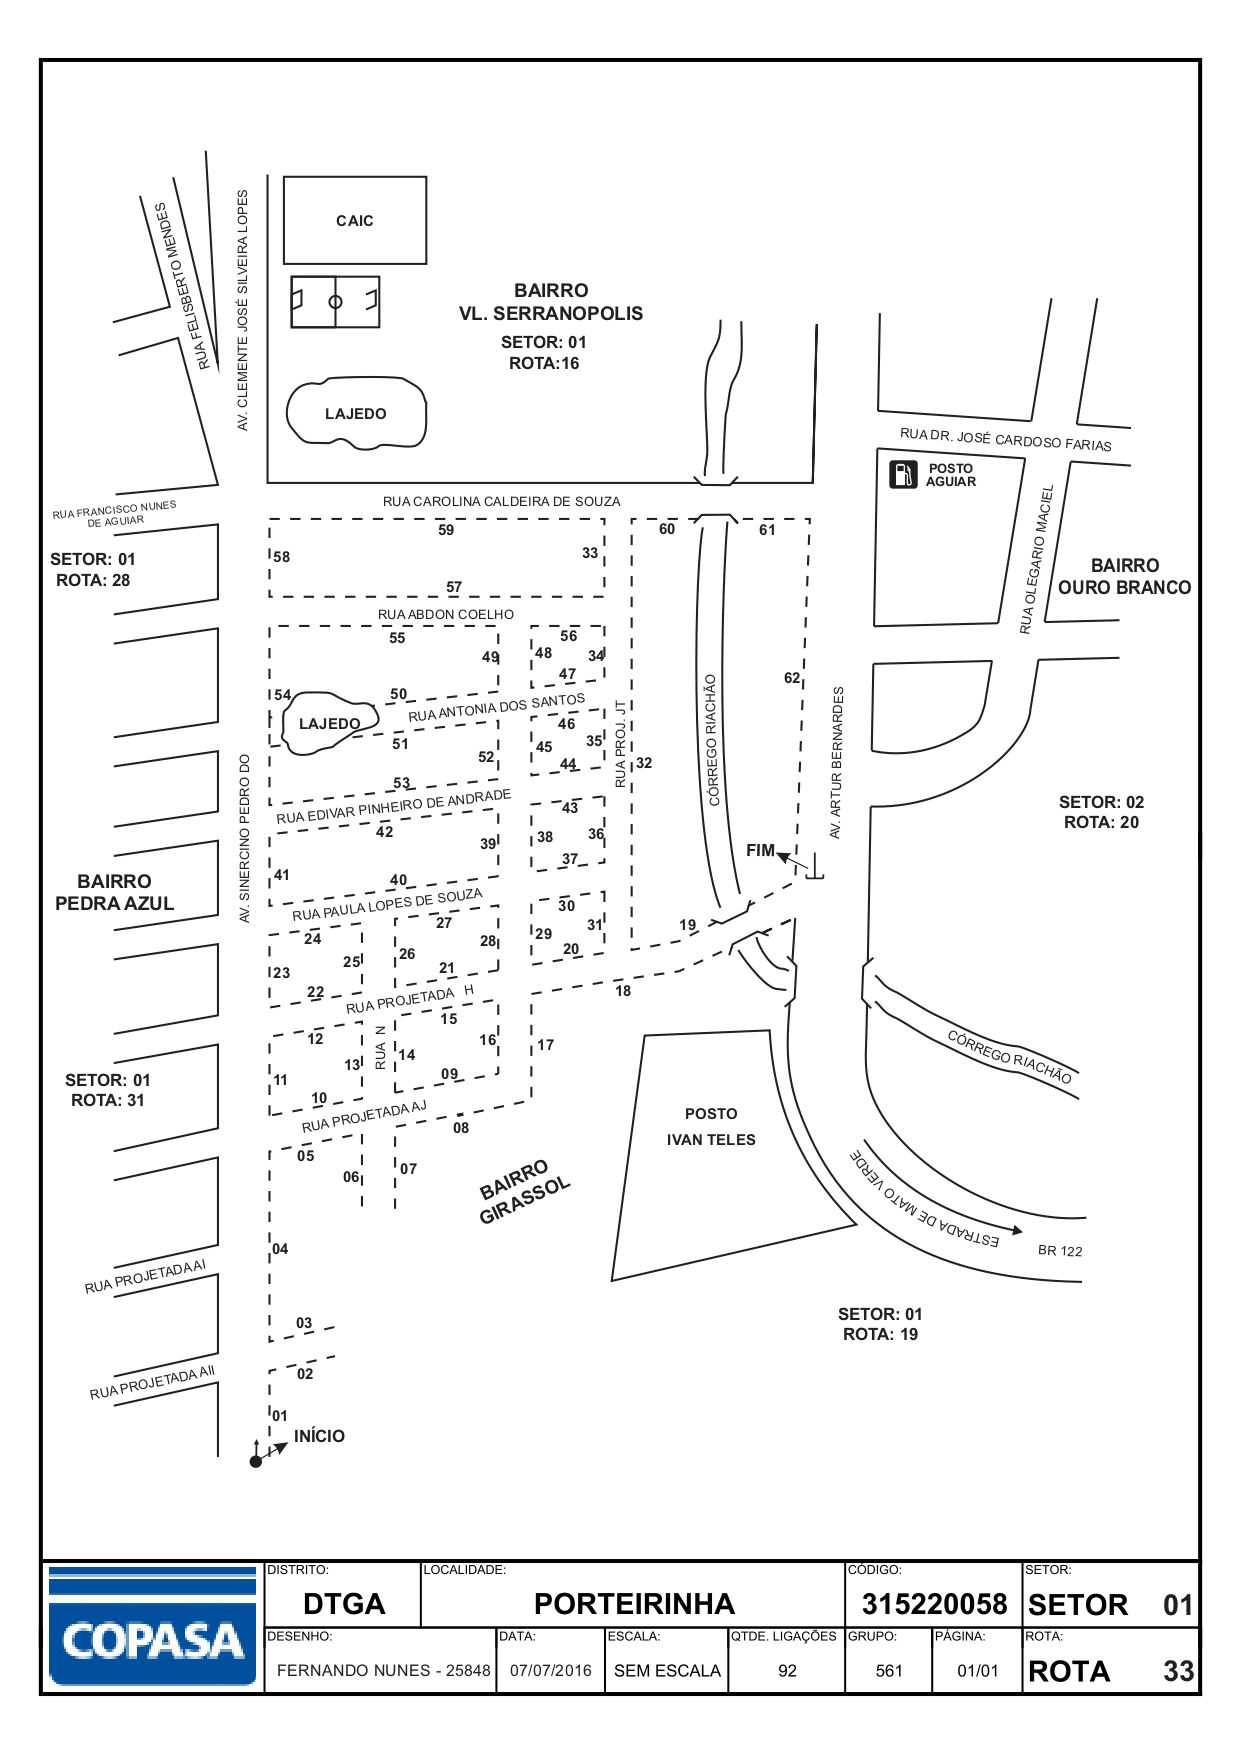 CAIC
RUA FELISBERTO MENDES
AV. CLEMENTE JOSÉ SILVEIRA LOPES
BAIRRO
VL. SERRANOPOLIS
SETOR: 01
ROTA:16
LAJEDO
RUA DR. JOSÉ CARDOSO FARIAS
POSTO
AGUIAR
RUA CAROLINA CALDEIRA DE SOUZA
RUA FRANCISCO NUNES
DE AGUIAR
RUA OLEGARIO MACIEL
59
60
61
58
33
SETOR: 01
ROTA: 28
BAIRRO
OURO BRANCO
57
RUA ABDON COELHO
55
56
49
48
34
47
62
54
50
LAJEDO
RUA ANTONIA DOS SANTOS
46
51
45
35
52
44
RUA PROJ. JT
32
CÓRREGO RIACHÃO
AV. ARTUR BERNARDES
AV. SINERCINO PEDRO DO
53
RUA EDIVAR PINHEIRO DE ANDRADE
SETOR: 02
ROTA: 20
43
42
38
36
39
37
FIM
41
40
BAIRRO
PEDRA AZUL
RUA PAULA LOPES DE SOUZA
30
27
31
19
24
29
28
20
26
25
21
23
22
18
RUA PROJETADA H
15
12
RUA N
16
17
14
13
09
11
10
CÓRREGO RIACHÃO
SETOR: 01
ROTA: 31
RUA PROJETADA AJ
08
POSTO
IVAN TELES
05
06
07
BAIRRO
GIRASSOL
ESTRADA DE MATO VERDE
BR 122
04
RUA PROJETADA AI
03
SETOR: 01
ROTA: 19
02
RUA PROJETADA AII
01
INÍCIO
COPASA
DISTRITO:
DTGA
LOCALIDADE:
PORTEIRINHA
CÓDIGO:
315220058
SETOR:
SETOR 01
DESENHO:
FERNANDO NUNES - 25848
DATA:
07/07/2016
ESCALA:
SEM ESCALA
QTDE. LIGAÇÕES
92
GRUPO:
561
PÁGINA:
01/01
ROTA:
ROTA 33